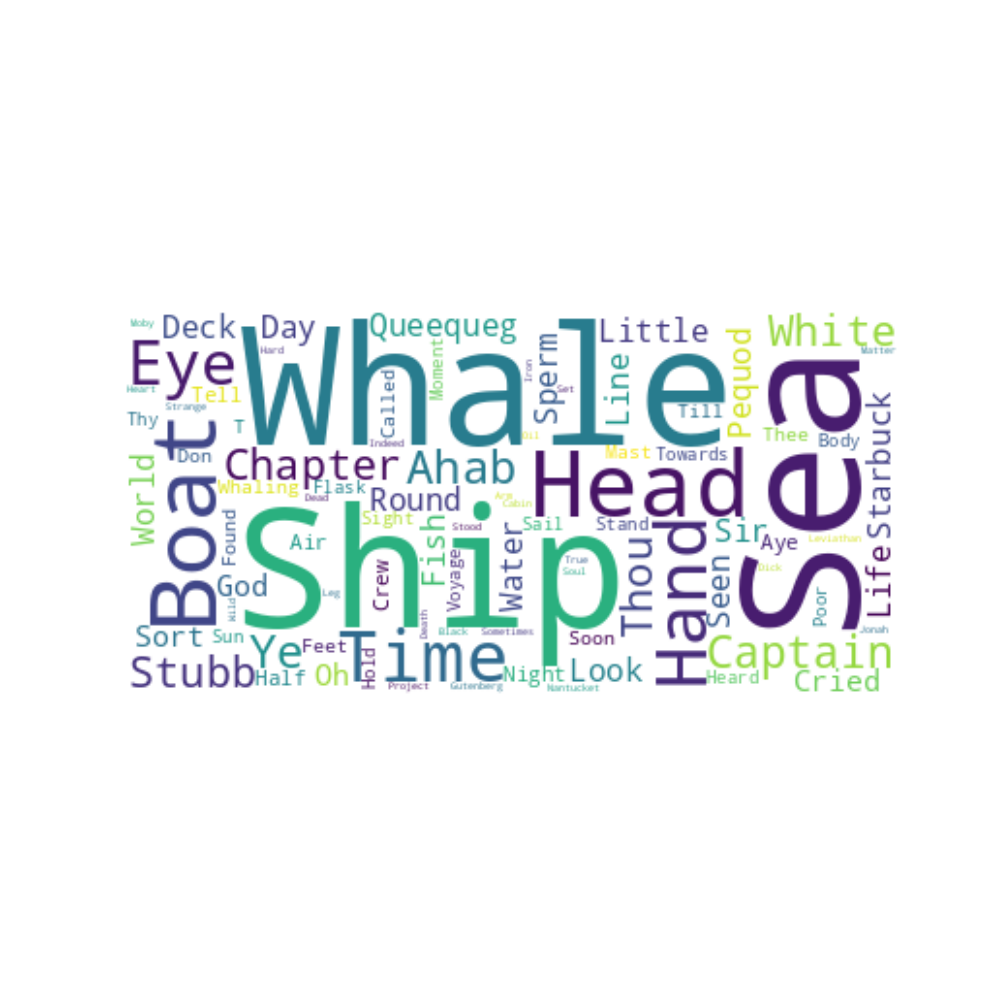 Moby
Deck
Day
Queequeg
Little
White
Hard
Matter
Eye
Whale
Moment
Iron
Sperm
Line
Pequod
Sea
Heart
Tell
Called
Set
Till
Strange
Thy
T
Indeed
Oil
Thee
Body
Starbuck
Boat
Don
Chapter
Ahab
Head
Mast
Towards
World
Whaling
Flask
Dead
Round
Arm
Cabin
Found
Ship
Sight
Fish
Stood
Water
Sail
Stand
Sir
Aye
Leviathan
Air
Crew
Voyage
True
Soul
Thou
Hand
Seen
Dick
Life
God
Leg
Wild
Poor
Sort
Sun
Ye
Feet
Time
Death
Black
Sometimes
Soon
Captain
Jonah
Stubb
Half
Oh
Hold
Project
Gutenberg
Night
Look
Nantucket
Heard
Cried